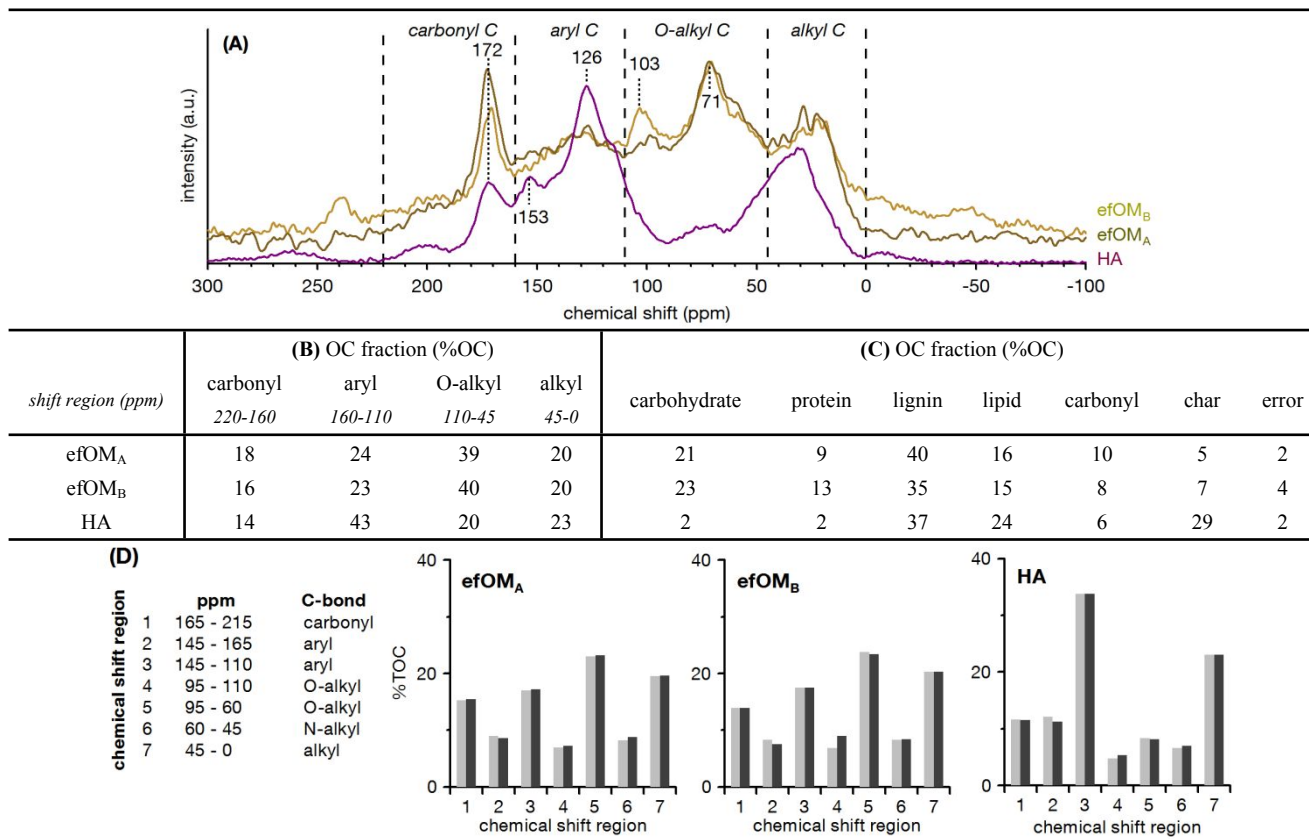 (A)
carbonyl C aryl C O-alkyl C alkyl C
172 126 103 71
153
intensity (a.u.)
efOMB
efOMA
HA
300 250 200 150 100 50 0 -50 -100
chemical shift (ppm)
(B) OC fraction (%OC) (C) OC fraction (%OC)
shift region (ppm) carbonyl aryl O-alkyl alkyl carbohydrate protein lignin lipid carbonyl char error
220-160 160-110 110-45 45-0
efOMA 18 24 39 20 21 9 40 16 10 5 2
efOMB 16 23 40 20 23 13 35 15 8 7 4
HA 14 43 20 23 2 2 37 24 6 29 2
(D)
chemical shift region
ppm C-bond
1 165 - 215 carbonyl
2 145 - 165 aryl
3 145 - 110 aryl
4 95 - 110 O-alkyl
5 95 - 60 O-alkyl
6 60 - 45 N-alkyl
7 45 - 0 alkyl
%TOC
40
20
0
efOMA
1 2 3 4 5 6 7
chemical shift region
40
20
0
efOMB
1 2 3 4 5 6 7
chemical shift region
40
20
0
HA
1 2 3 4 5 6 7
chemical shift region